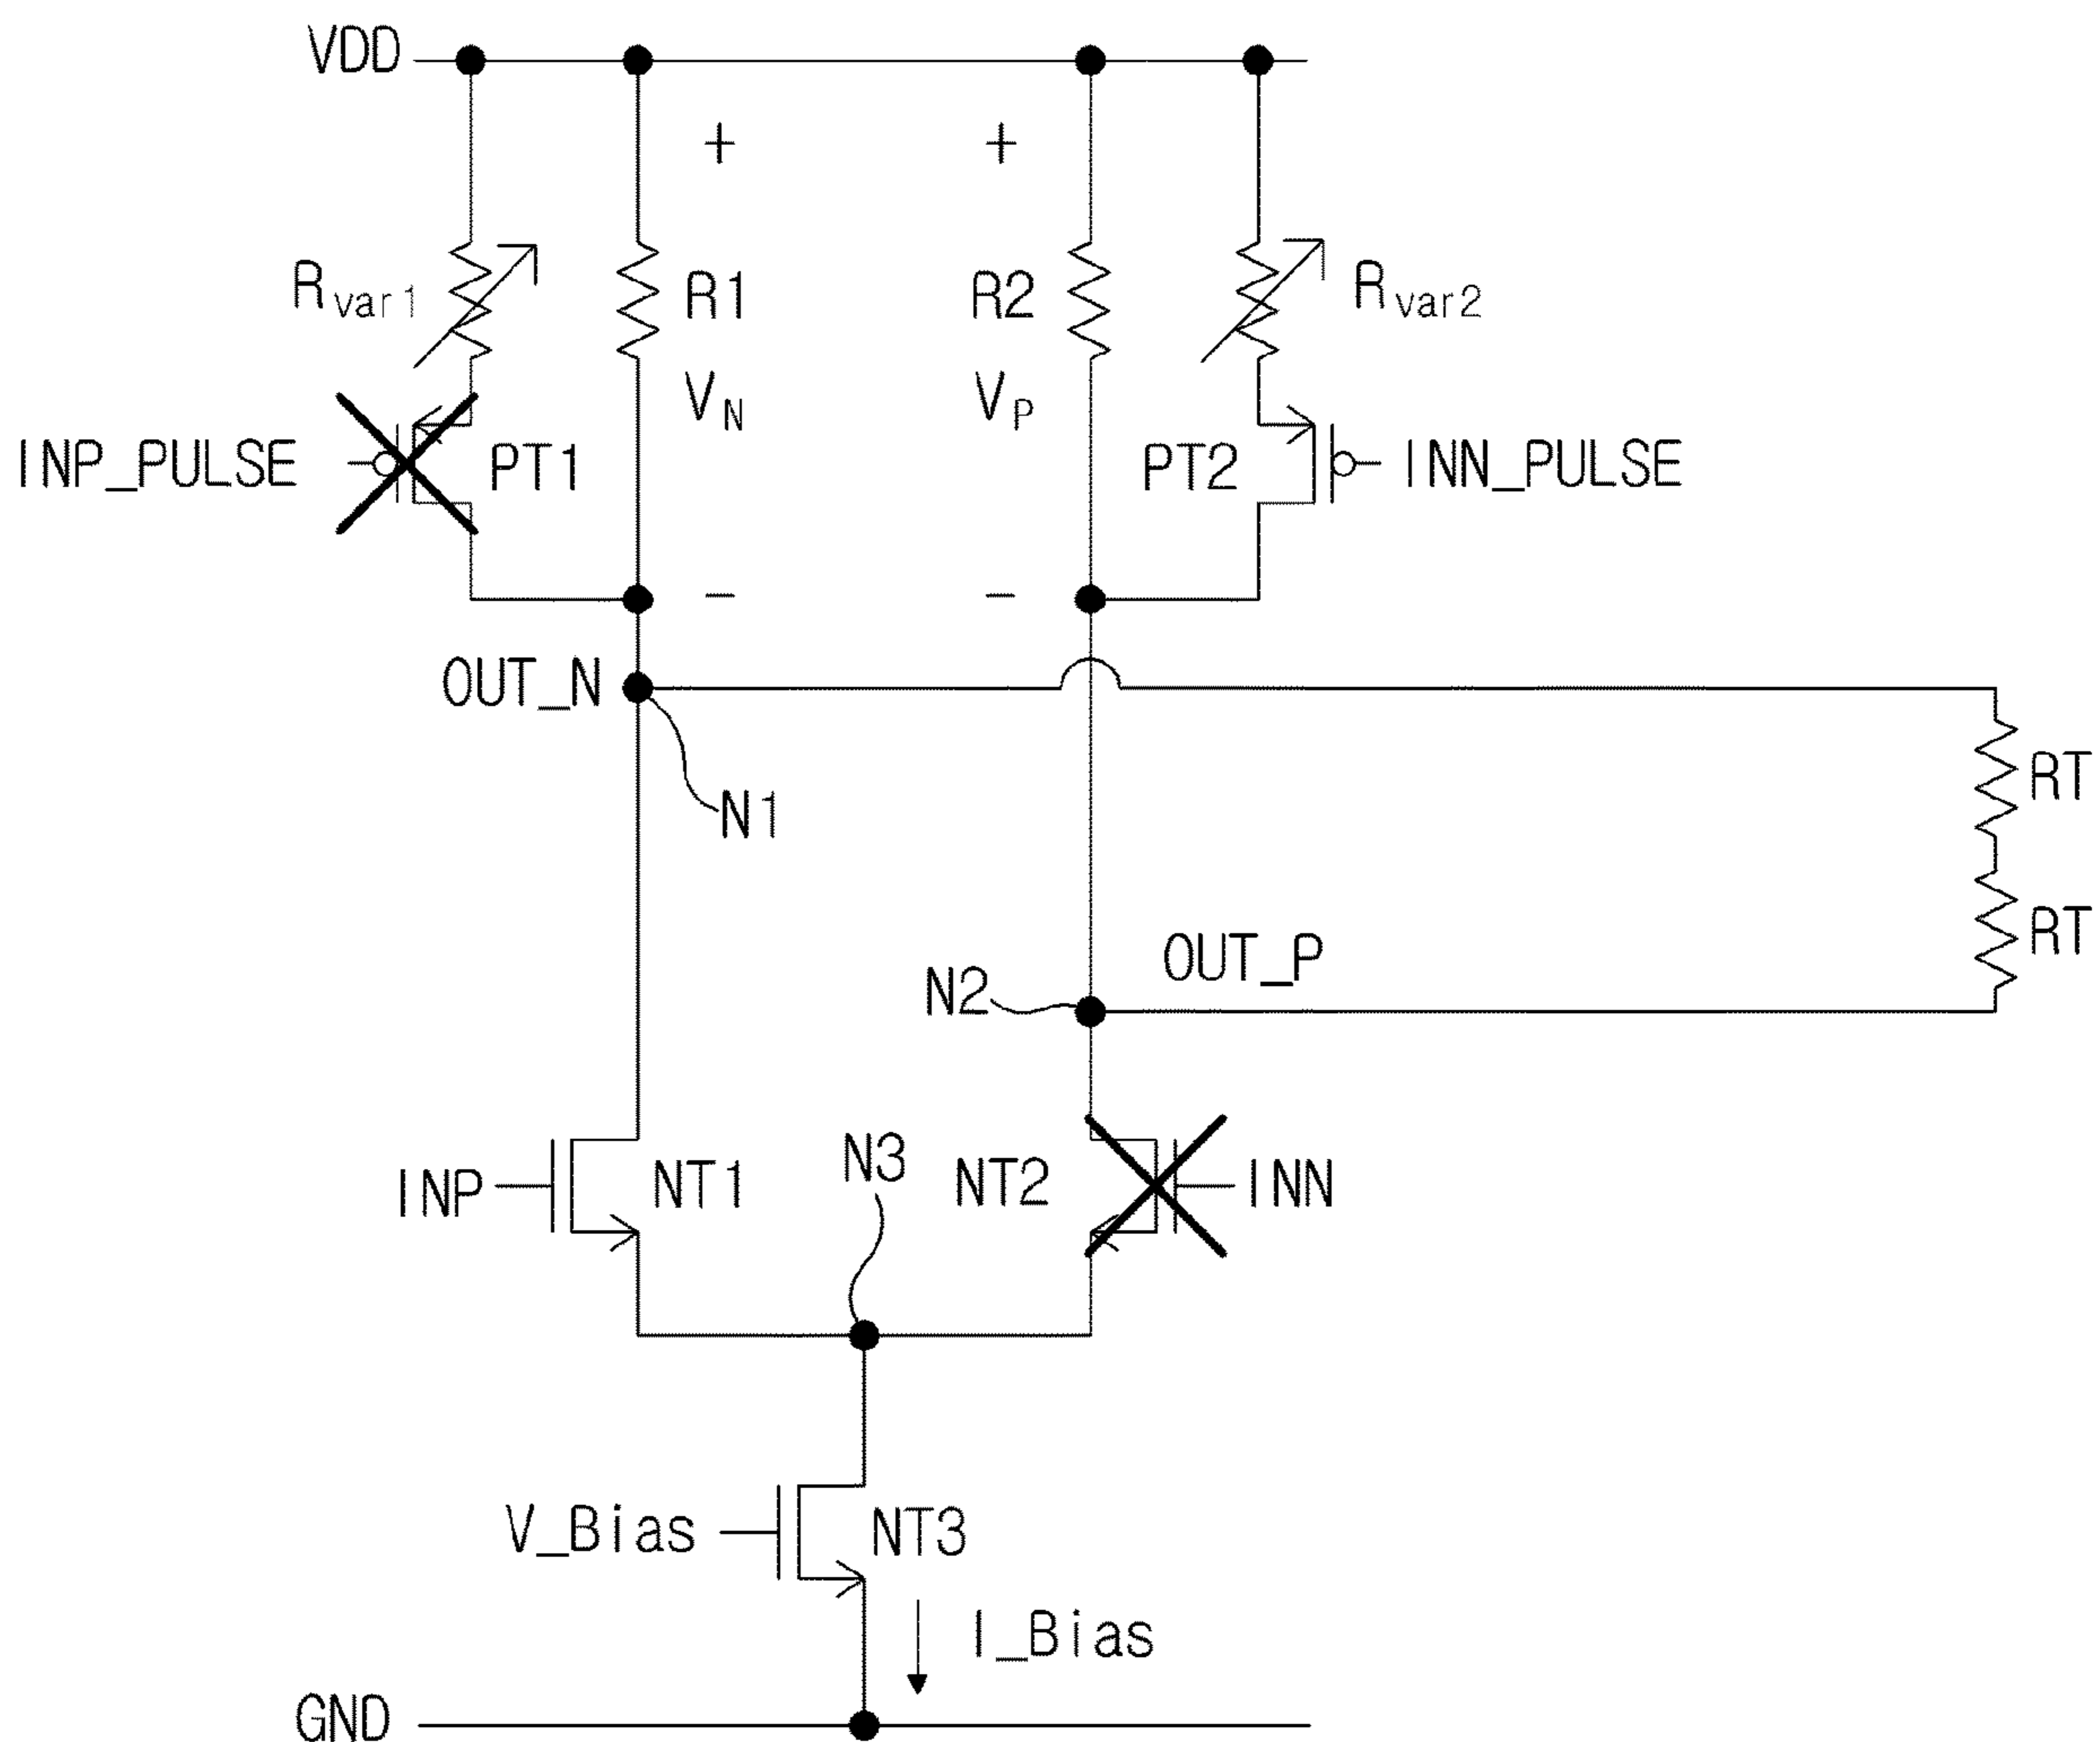 VDD
+
+
Rvar1
R1
R2
Rvar2
VN
VP
INP_PULSE
PT1
PT2
INN_PULSE
-
-
OUT_N
RT
N1
RT
OUT_P
N2
N3
INP
NT1
NT2
INN
V_Bias
NT3
I_Bias
GND